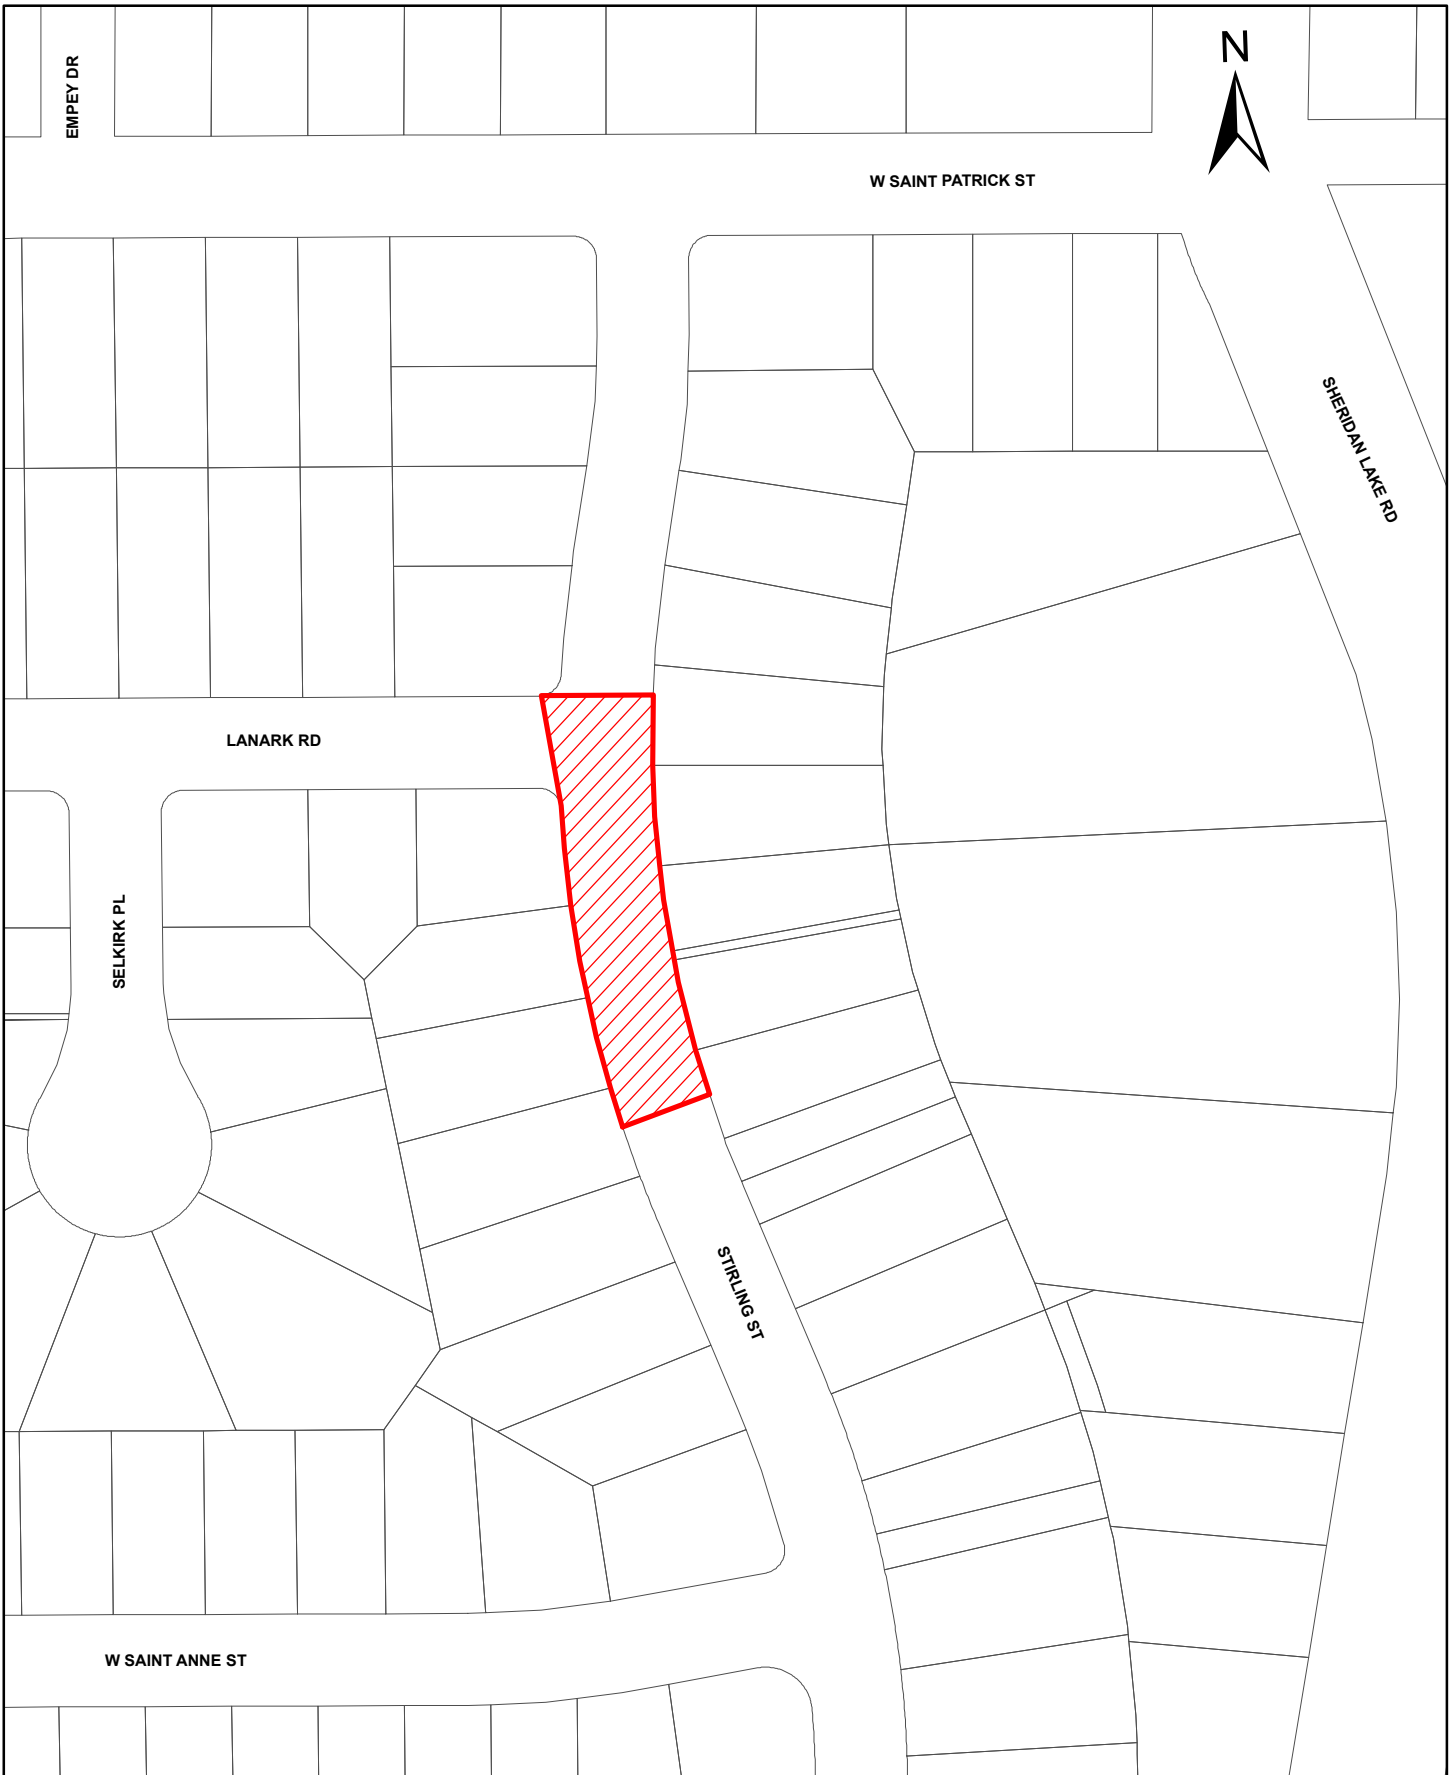 N
EMPEY DR
W SAINT PATRICK ST
SHERIDAN LAKE RD
LANARK RD
SELKIRK PL
STIRLING ST
W SAINT ANNE ST